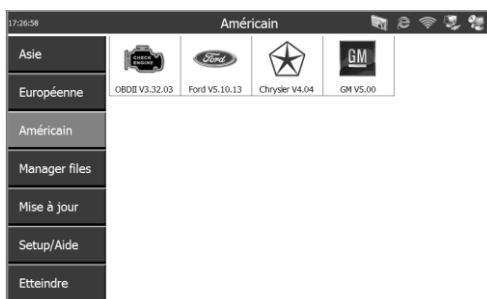 17:26:58
Américain
Asie
Européenne
Américain
Manager files
Mise à jour
Setup/Aide
Etteindre
CHECK ENGINE
Ford
GM
OBDII V3.32.03
Ford V5.10.13
Chrysler V4.04
GM V5.00